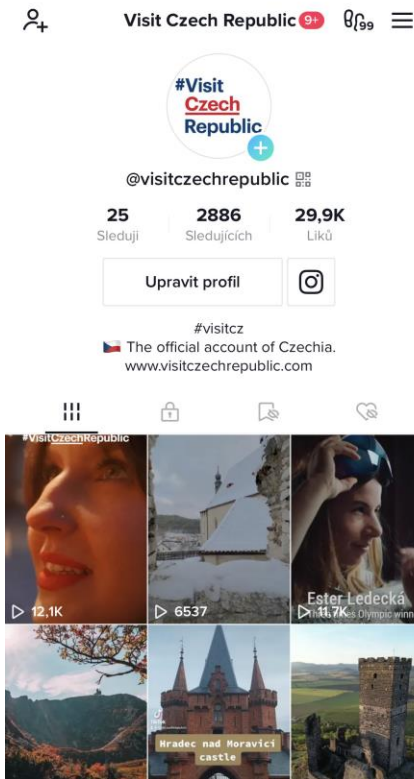 Visit Czech Republic 9+ 99
#Visit
Czech
Republic
@visitczechrepublic
25 2886 29,9K
Sleduji Sledujících Liků
Upravit profil
#visitcz
🇨🇿 The official account of Czechia.
www.visitczechrepublic.com
#VisitCzechRepublic
Ester Ledecká
Olympic winn
12,1K 6537 11,7K
Hradec nad Moravicí
castle